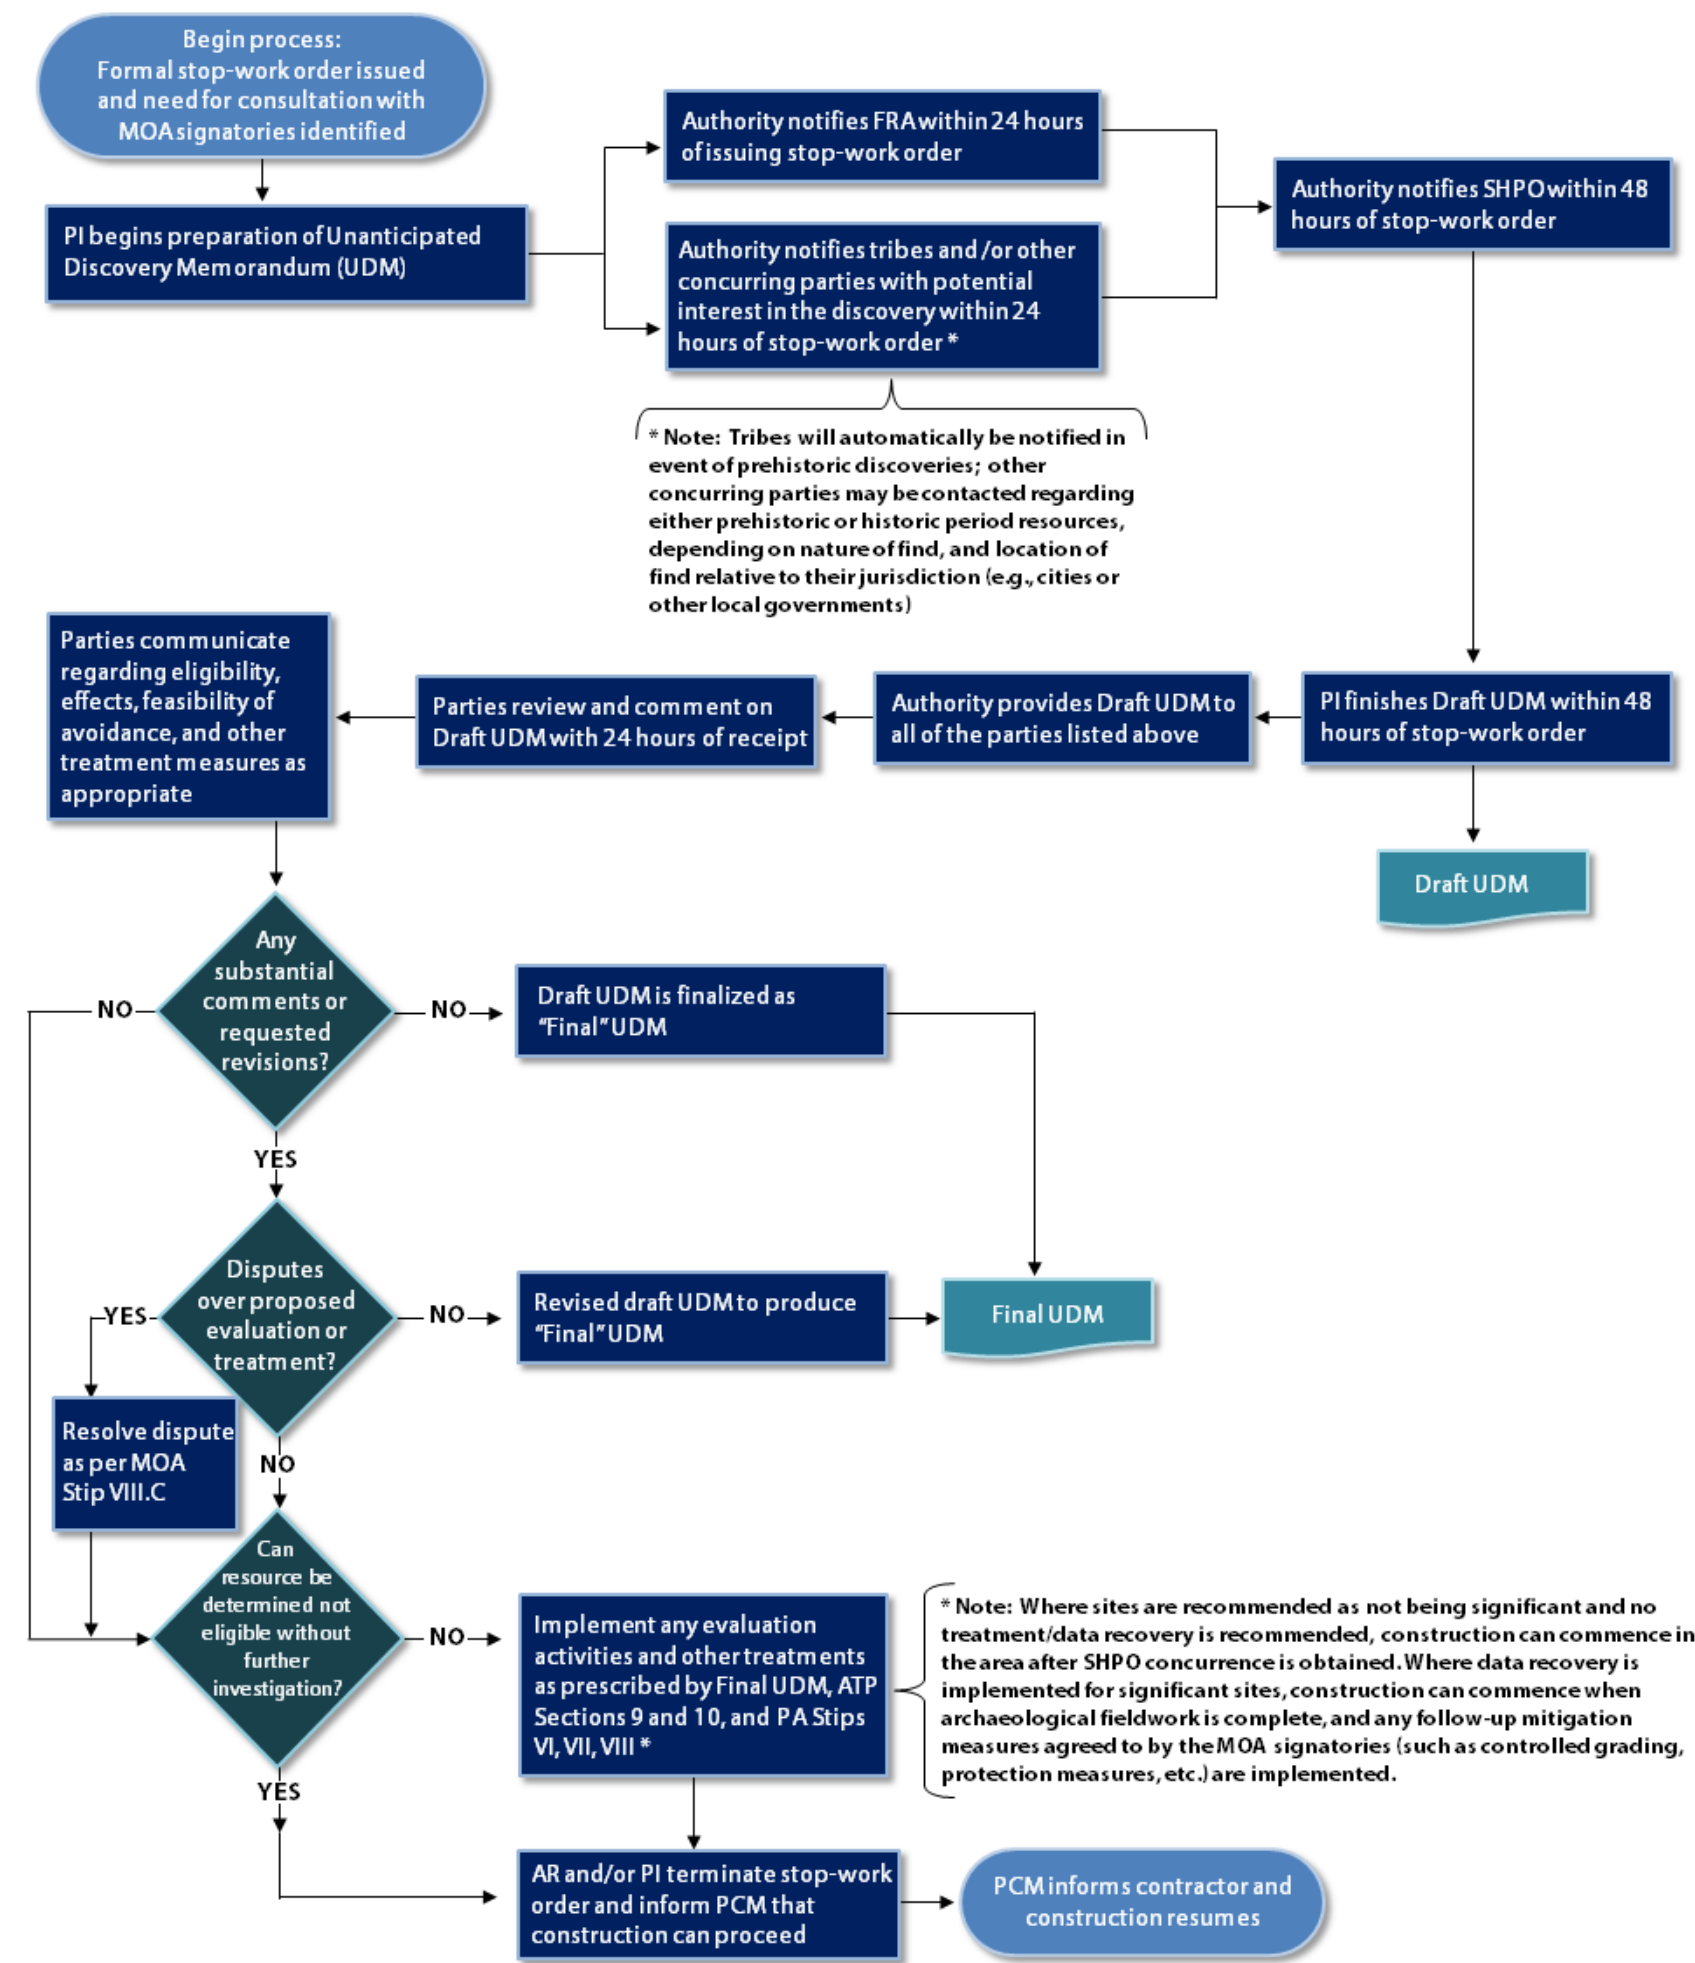 Begin process:
Formal stop-work order issued
and need for consultation with
MOA signatories identified
PI begins preparation of Unanticipated
Discovery Memorandum (UDM)
Authority notifies FRA within 24 hours
of issuing stop-work order
Authority notifies tribes and /or other
concurring parties with potential
interest in the discovery within 24
hours of stop-work order *
Authority notifies SHPO within 48
hours of stop-work order
* Note: Tribes will automatically be notified in
event of prehistoric discoveries; other
concurring parties may be contacted regarding
either prehistoric or historic period resources,
depending on nature of find, and location of
find relative to their jurisdiction (e.g., cities or
other local governments)
PI finishes Draft UDM within 48
hours of stop-work order
Draft UDM
Authority provides Draft UDM to
all of the parties listed above
Parties review and comment on
Draft UDM with 24 hours of receipt
Parties communicate
regarding eligibility,
effects, feasibility of
avoidance, and other
treatment measures as
appropriate
Any
substantial
comments or
requested
revisions?
NO
NO
Draft UDM is finalized as
"Final" UDM
YES
Disputes
over proposed
evaluation or
treatment?
YES
NO
Revised draft UDM to produce
"Final" UDM
Final UDM
Resolve dispute
as per MOA
Stip VIII.C
NO
Can
resource be
determined not
eligible without
further
investigation?
NO
Implement any evaluation
activities and other treatments
as prescribed by Final UDM, ATP
Sections 9 and 10, and PA Stips
VI, VII, VIII *
* Note: Where sites are recommended as not being significant and no
treatment/data recovery is recommended, construction can commence in
the area after SHPO concurrence is obtained. Where data recovery is
implemented for significant sites, construction can commence when
archaeological fieldwork is complete, and any follow-up mitigation
measures agreed to by the MOA signatories (such as controlled grading,
protection measures, etc.) are implemented.
YES
AR and/or PI terminate stop-work
order and inform PCM that
construction can proceed
PCM informs contractor and
construction resumes